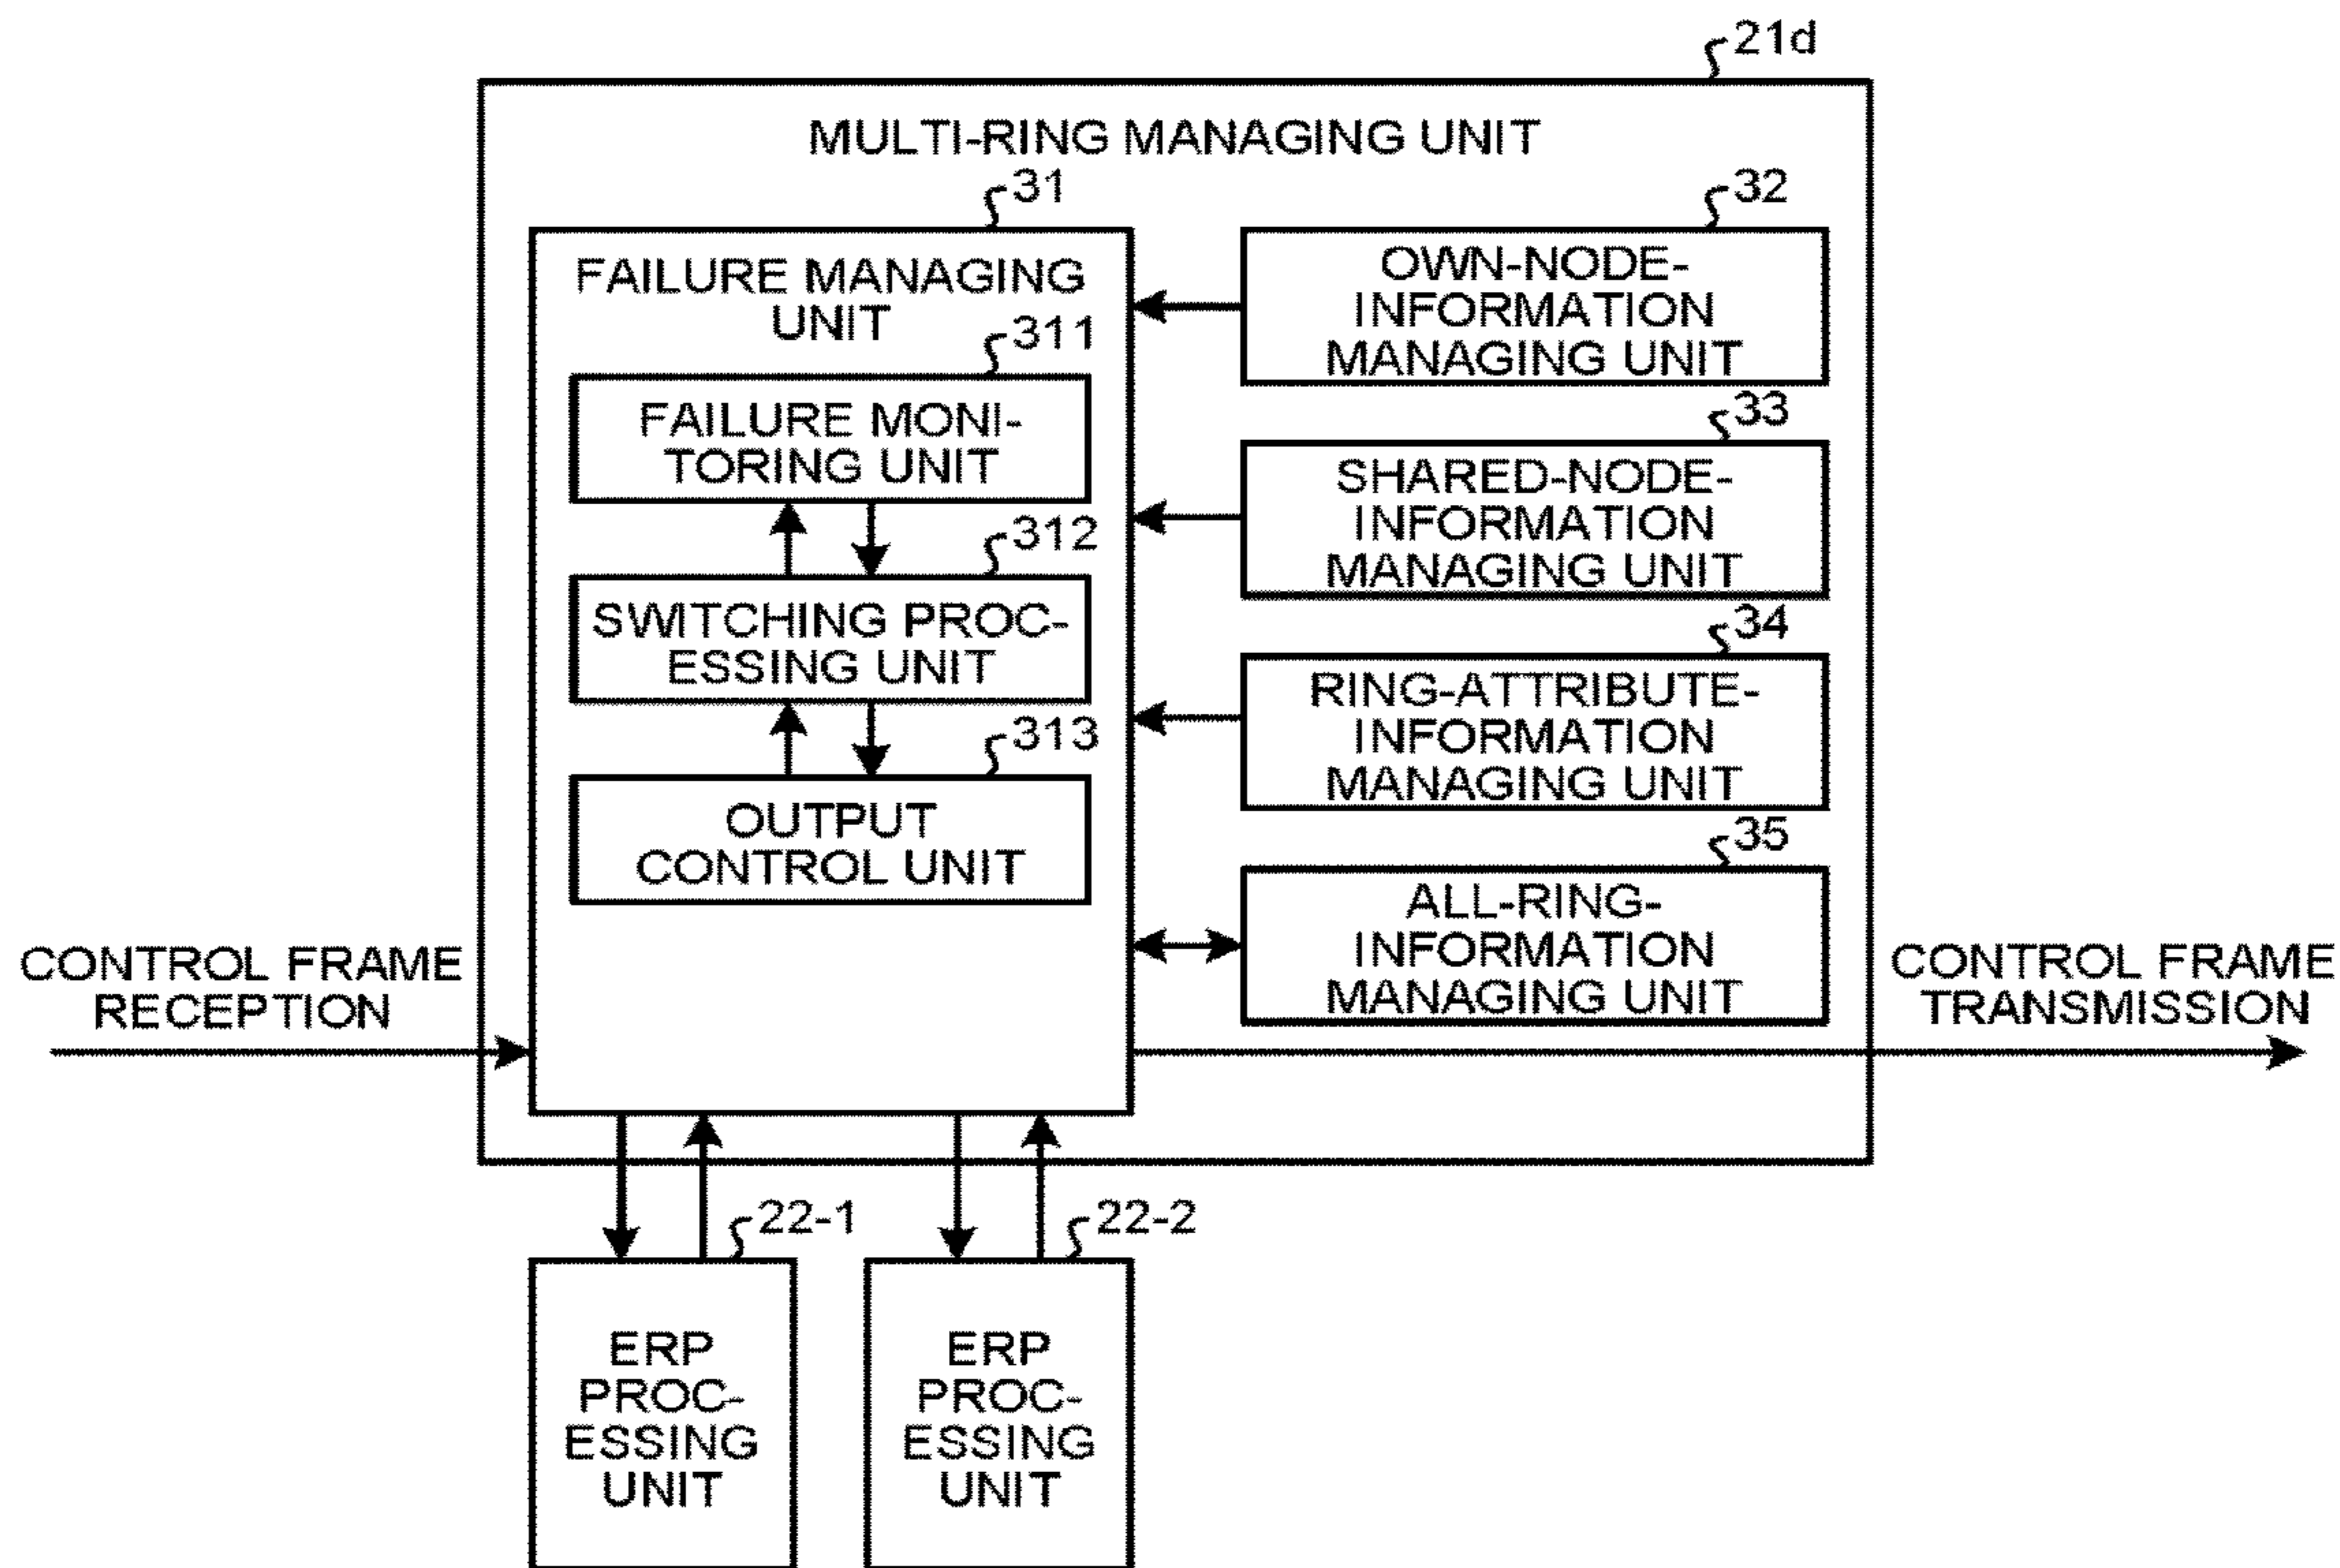 21d
MULTI-RING MANAGING UNIT
31
FAILURE MANAGING
UNIT
311
FAILURE MONI-
TORING UNIT
312
SWITCHING PROC-
ESSING UNIT
313
OUTPUT
CONTROL UNIT
32
OWN-NODE-
INFORMATION
MANAGING UNIT
33
SHARED-NODE-
INFORMATION
MANAGING UNIT
34
RING-ATTRIBUTE-
INFORMATION
MANAGING UNIT
35
ALL-RING-
INFORMATION
MANAGING UNIT
CONTROL FRAME
RECEPTION
CONTROL FRAME
TRANSMISSION
22-1
ERP
PROC-
ESSING
UNIT
22-2
ERP
PROC-
ESSING
UNIT